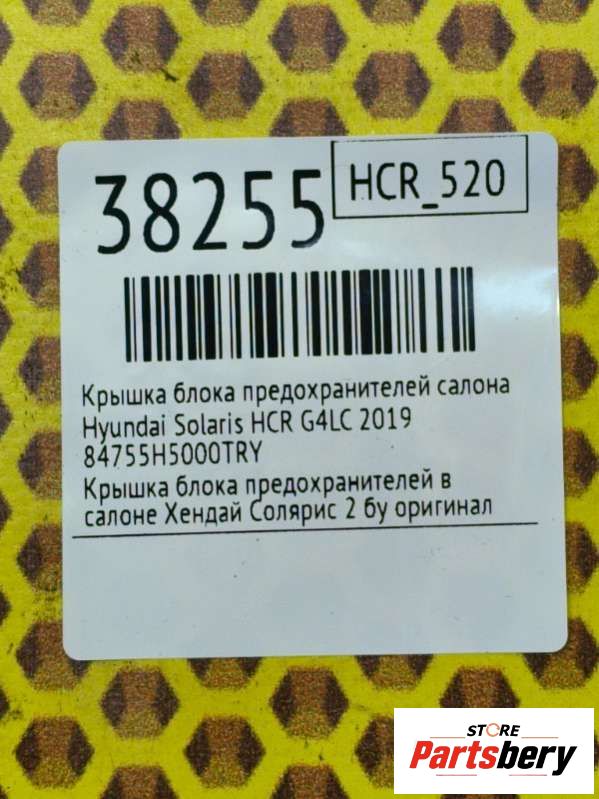 38255
HCR_520
Крышка блока предохранителей салона
Hyundai Solaris HCR G4LC 2019
84755H5000TRY
Крышка блока предохранителей в
салоне Хендай Солярис 2 бу оригинал
STORE
Partsbery